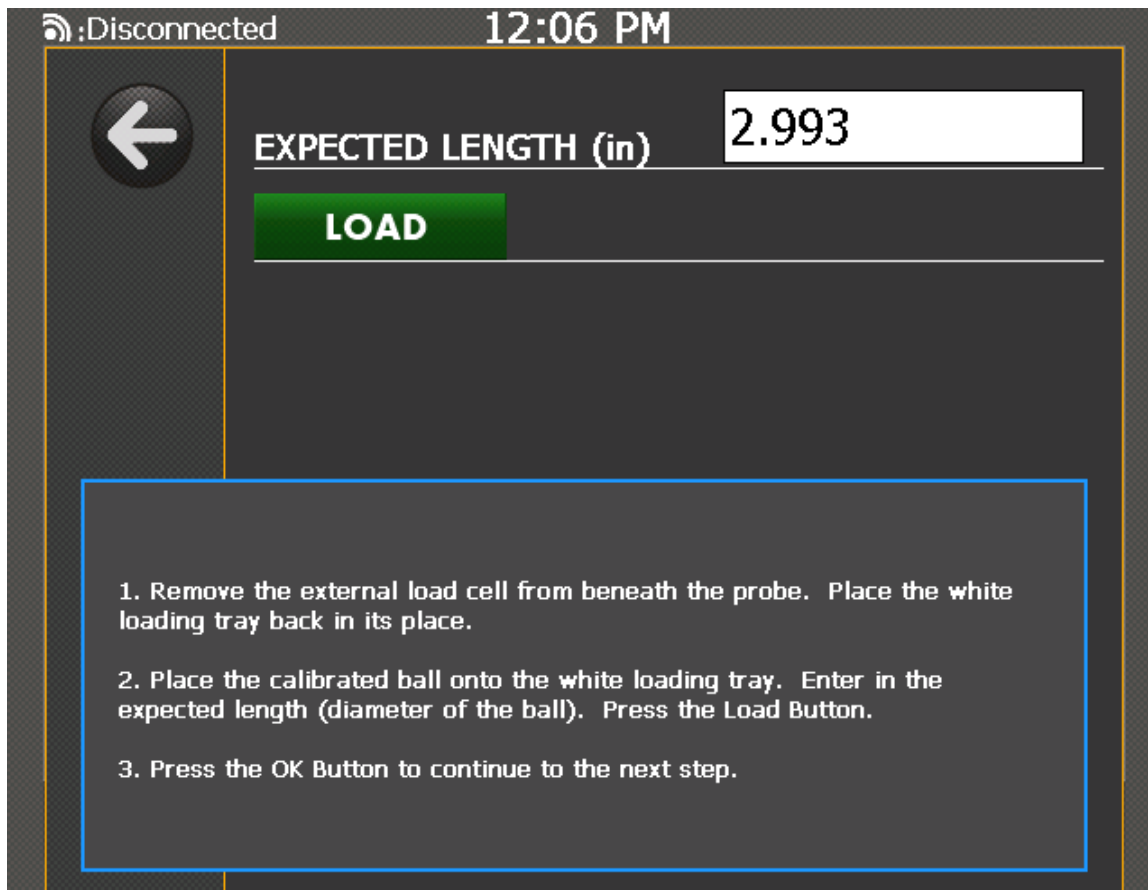 :Disconnected 12:06 PM
EXPECTED LENGTH (in) 2.993
LOAD
1. Remove the external load cell from beneath the probe.  Place the white
loading tray back in its place.
2. Place the calibrated ball onto the white loading tray.  Enter in the
expected length (diameter of the ball).  Press the Load Button.
3. Press the OK Button to continue to the next step.